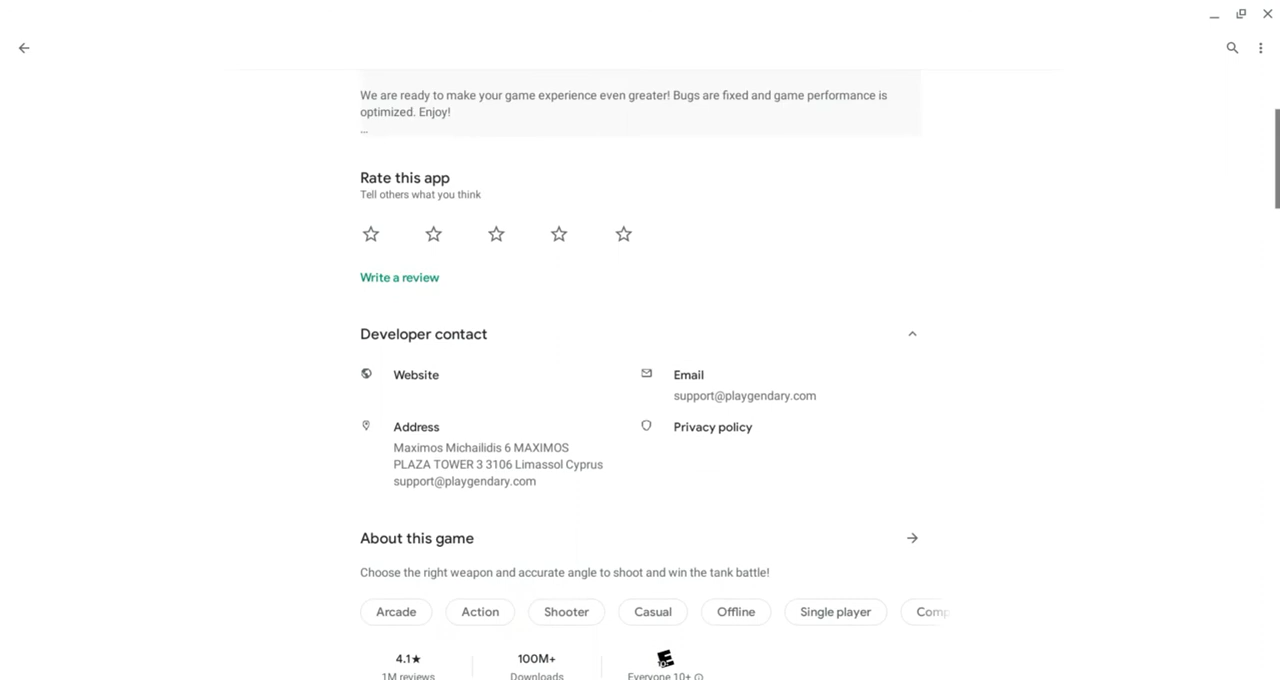 We are ready to make your game experience even greater! Bugs are fixed and game performance is
optimized. Enjoy!
...
Rate this app
Tell others what you think
Write a review
Developer contact
Website
Email
support@playgendary.com
Address
Privacy policy
Maximos Michailidis 6 MAXIMOS
PLAZA TOWER 3 3106 Limassol Cyprus
support@playgendary.com
About this game
Choose the right weapon and accurate angle to shoot and win the tank battle!
Arcade Action Shooter Casual Offline Single player Comp
4.1★ 100M+ E
1M reviews Downloads Everyone 10+